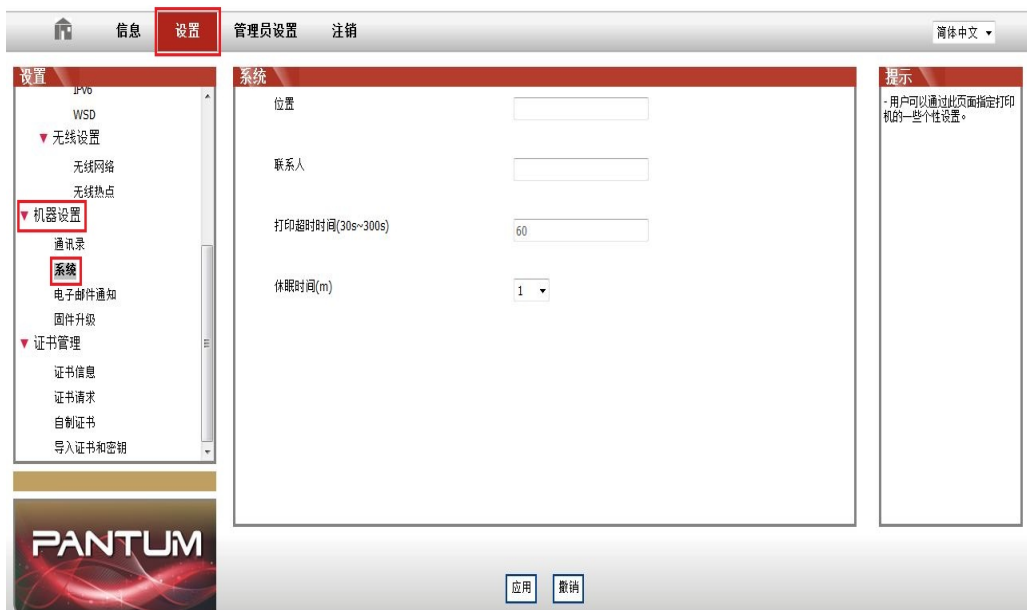 信息 设置 管理员设置 注销 简体中文
设置
IPv6
WSD
无线设置
无线网络
无线热点
机器设置
通讯录
系统
电子邮件通知
固件升级
证书管理
证书信息
证书请求
自制证书
导入证书和密钥
PANTUM
系统
位置
联系人
打印超时时间(30s~300s) 60
休眠时间(m) 1
应用 撤销
提示
- 用户可以通过此页面指定打印
机的一些个性设置。